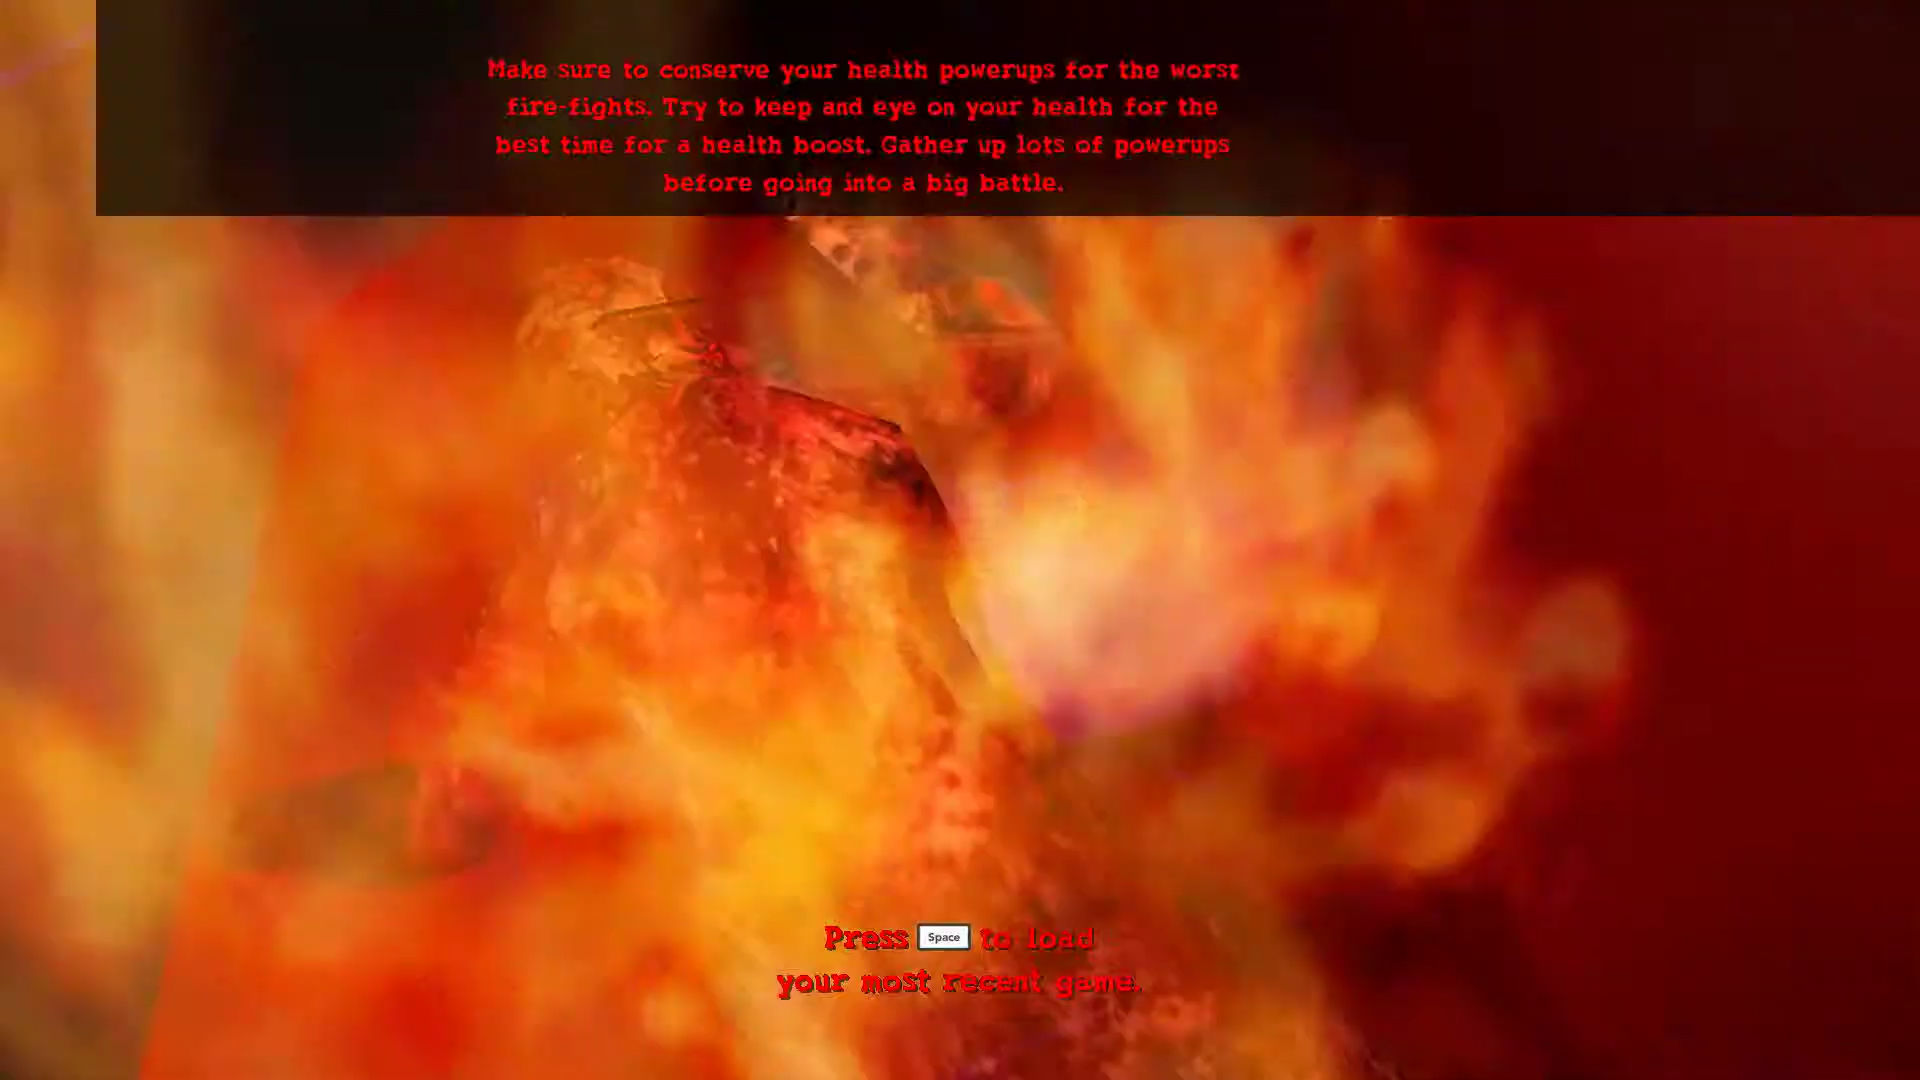 Make sure to conserve your health powerups for the worst
fire-fights. Try to keep and eye on your health for the
best time for a health boost. Gather up lots of powerups
before going into a big battle.
Press Space to load
your most recent game.